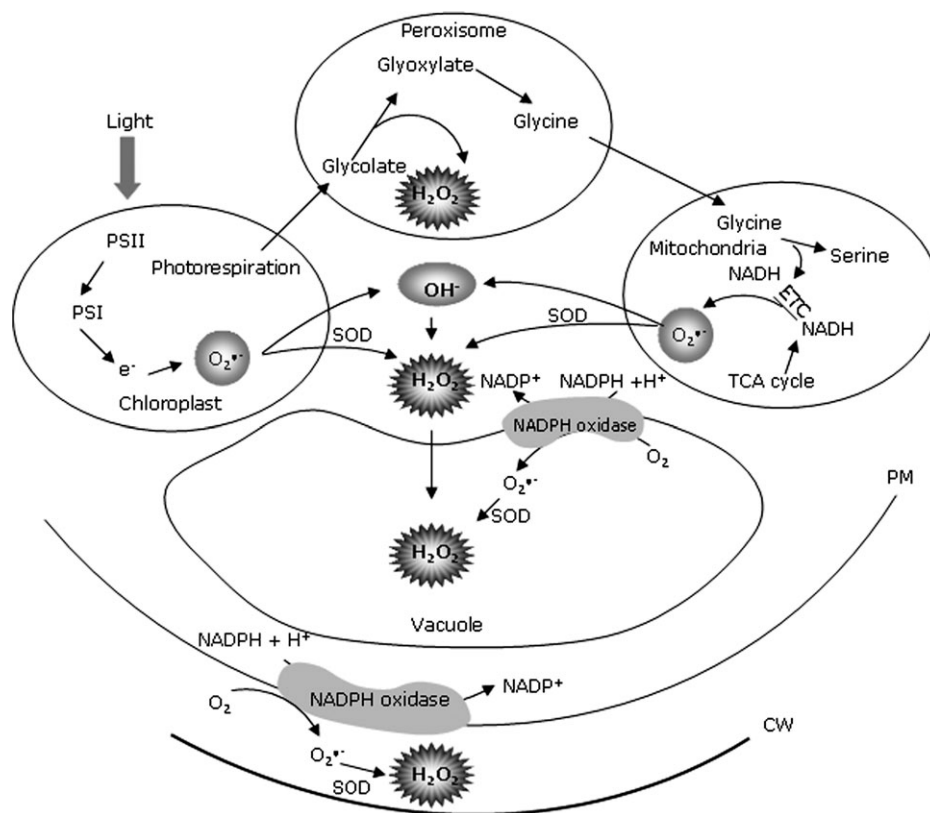 Peroxisome
Glyoxylate
Glycine
Glycolate
H₂O₂
Light
PSII
Photorespiration
PSI
e⁻
O₂•⁻
Chloroplast
SOD
OH⁻
H₂O₂
SOD
Glycine
Mitochondria
Serine
NADH
ETC
O₂•⁻
NADH
TCA cycle
NADP⁺
NADPH +H⁺
NADPH oxidase
O₂
O₂•⁻
SOD
H₂O₂
Vacuole
PM
NADPH + H⁺
NADPH oxidase
NADP⁺
O₂
O₂•⁻
SOD
H₂O₂
CW